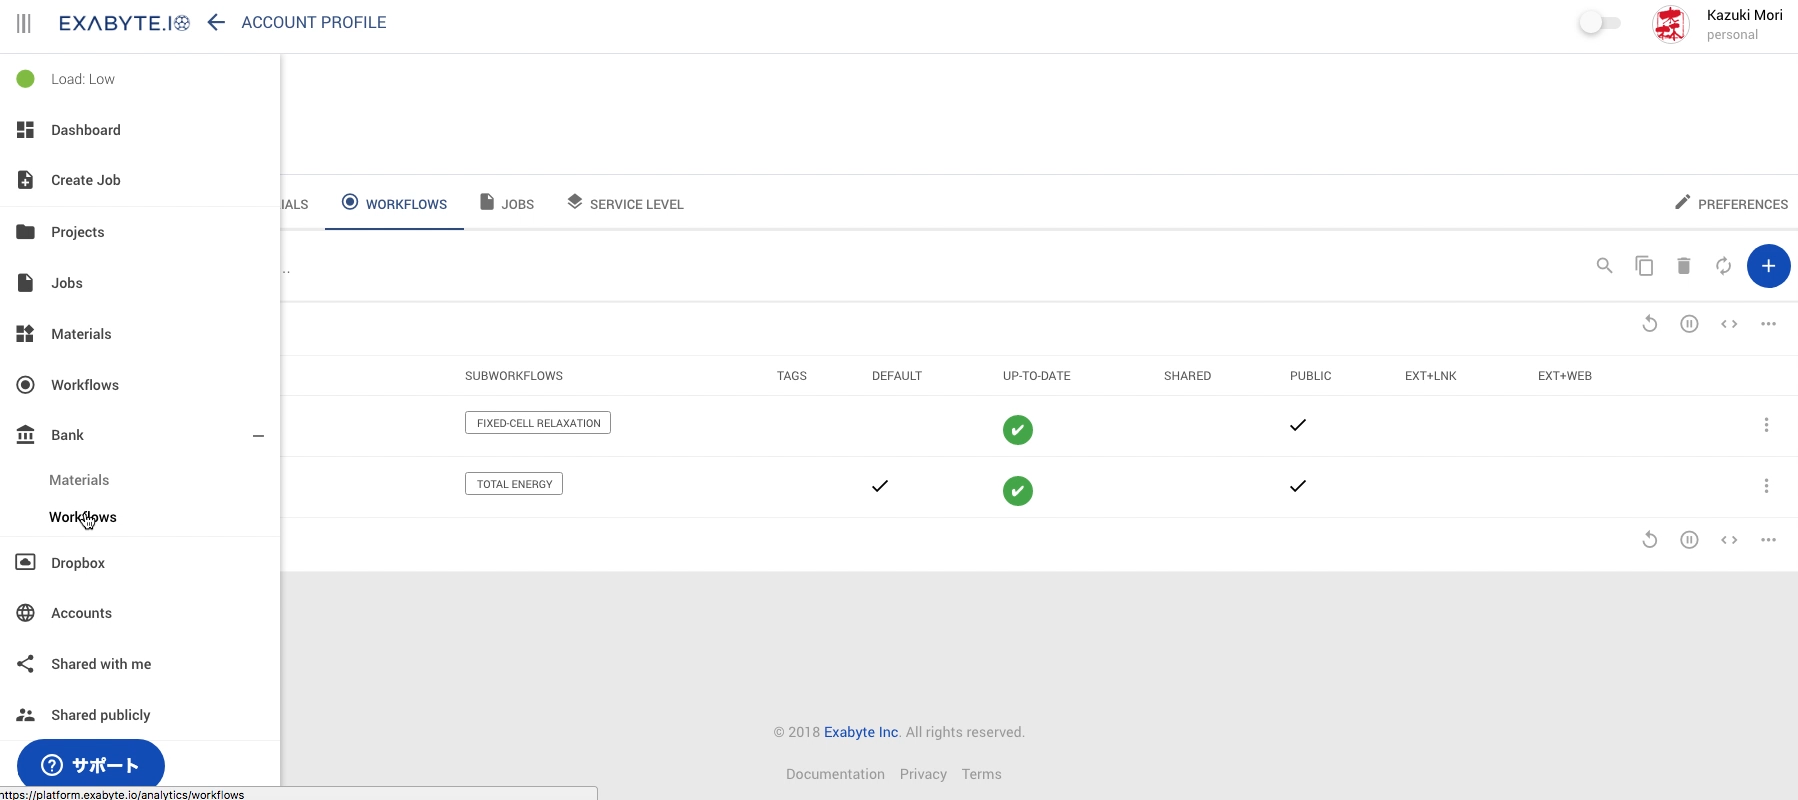 EXABYTE.IO ACCOUNT PROFILE
Kazuki Mori
personal
Load: Low
Dashboard
Create Job
Projects
Jobs
Materials
Workflows
Bank
Materials
Workflows
Dropbox
Accounts
Shared with me
Shared publicly
サポート
https://platform.exabyte.io/analytics/workflows
IALS WORKFLOWS JOBS SERVICE LEVEL PREFERENCES
..
SUBWORKFLOWS TAGS DEFAULT UP-TO-DATE SHARED PUBLIC EXT+LNK EXT+WEB
FIXED-CELL RELAXATION
TOTAL ENERGY
© 2018 Exabyte Inc. All rights reserved.
Documentation Privacy Terms